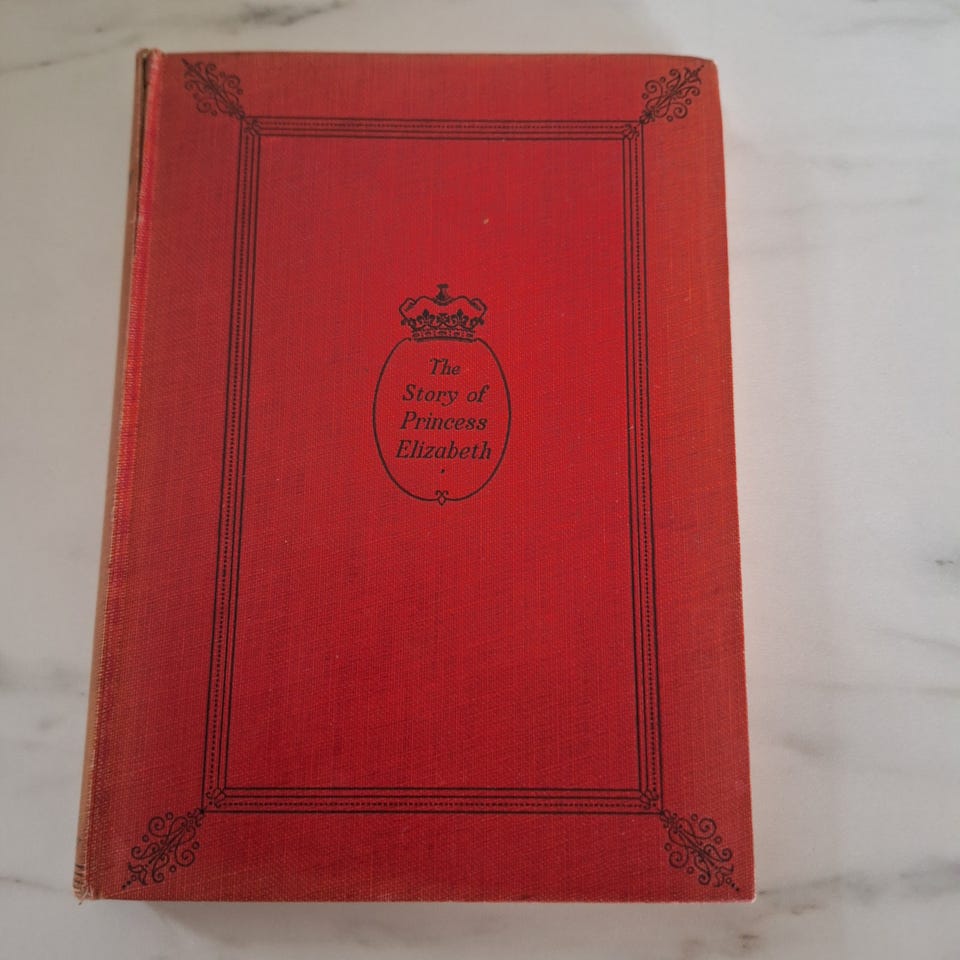 The
Story of
Princess
Elizabeth